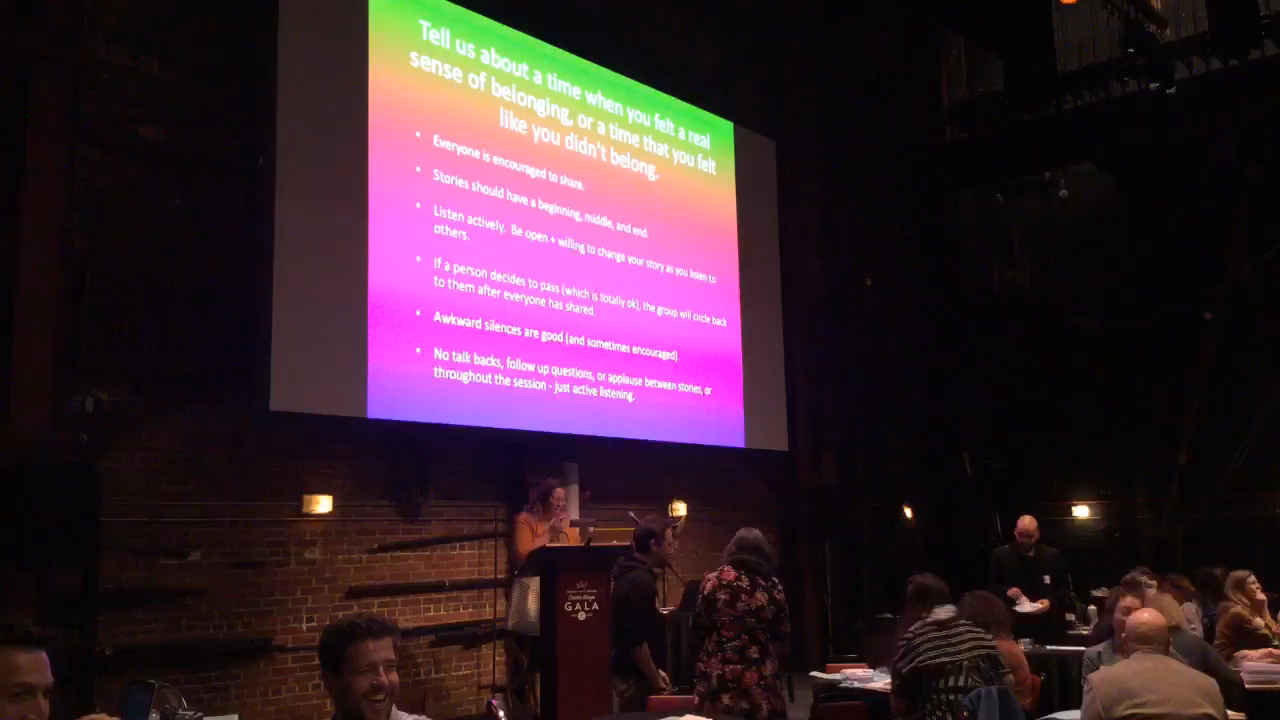 Tell us about a time when you felt a real
sense of belonging, or a time that you felt
like you didn't belong.
• Everyone is encouraged to share.
• Stories should have a beginning, middle, and end.
• Listen actively. Be open + willing to change your story as you listen to
others.
• If a person decides to pass (which is totally ok), the group will circle back
to them after everyone has shared.
• Awkward silences are good (and sometimes encouraged).
• No talk backs, follow up questions, or applause between stories, or
throughout the session - just active listening.
Center Stage
GALA